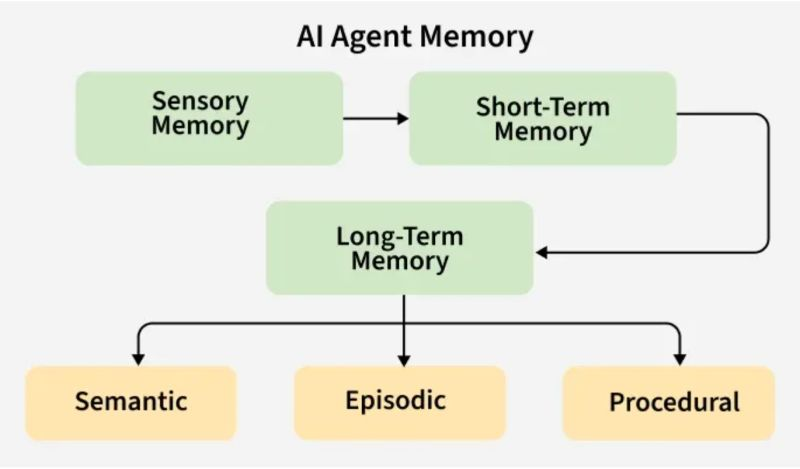 AI Agent Memory
Sensory
Memory
Short-Term
Memory
Long-Term
Memory
Semantic
Episodic
Procedural